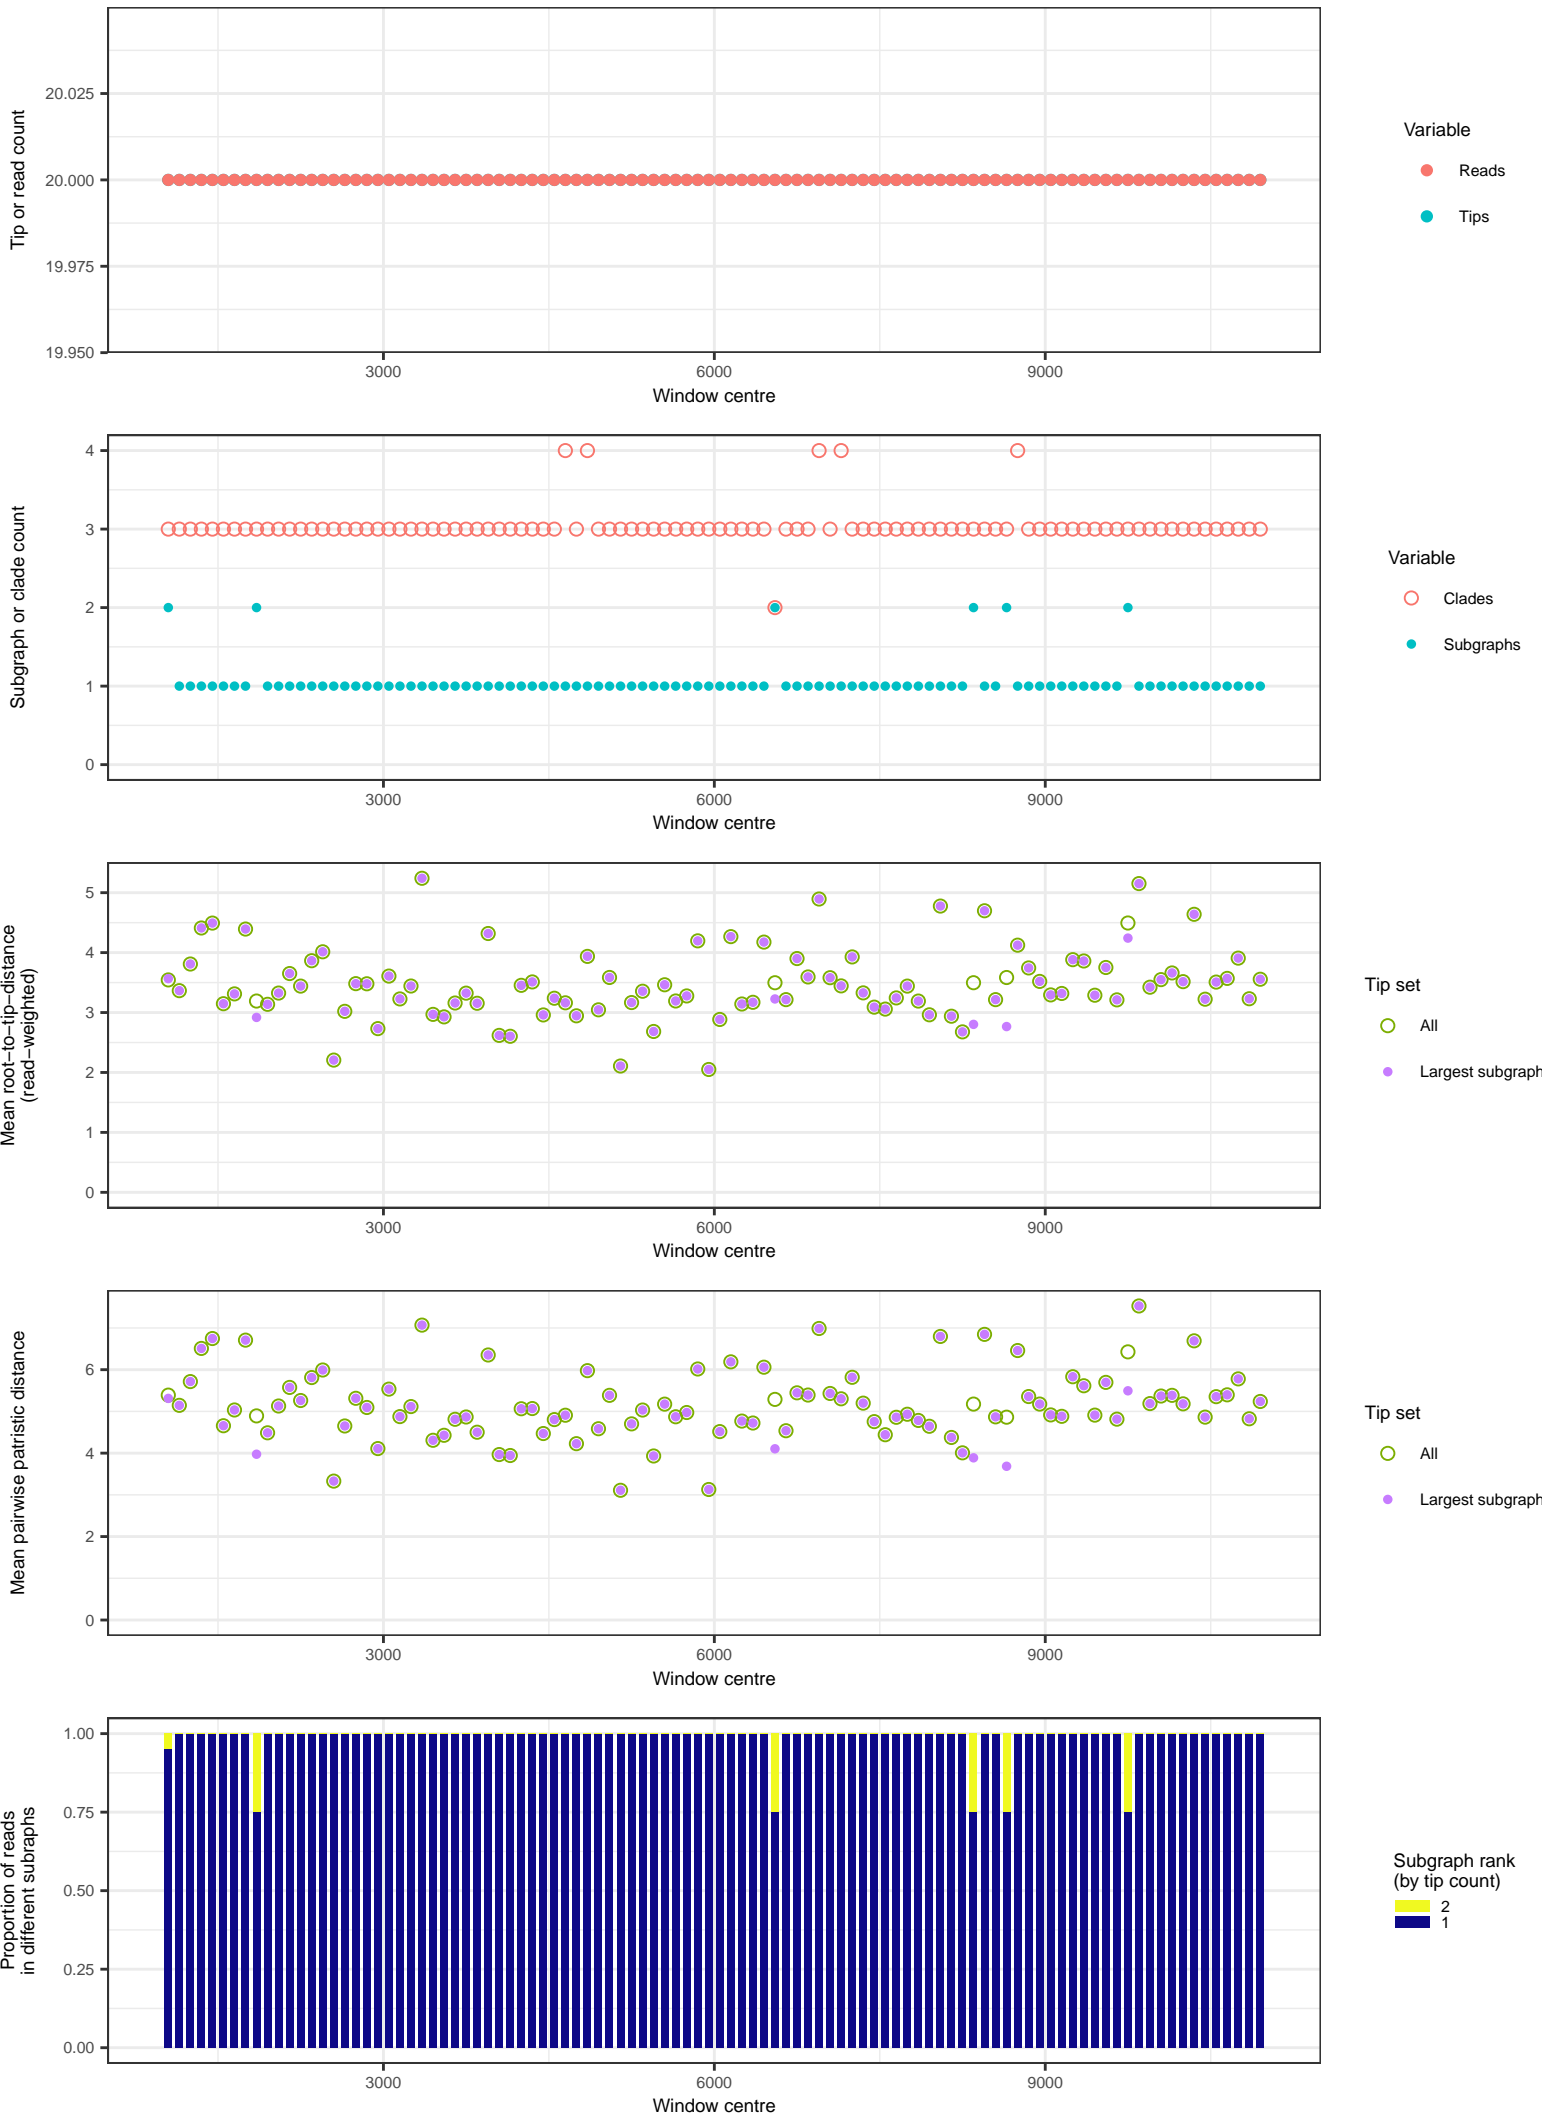 Tip or read count
20.025
20.000
19.975
19.950
3000
6000
9000
Window centre
Variable
Reads
Tips
Subgraph or clade count
4
3
2
1
0
3000
6000
9000
Window centre
Variable
Clades
Subgraphs
Mean root−to−tip−distance
(read−weighted)
5
4
3
2
1
0
3000
6000
9000
Window centre
Tip set
All
Largest subgraph
Mean pairwise patristic distance
6
4
2
0
3000
6000
9000
Window centre
Tip set
All
Largest subgraph
Proportion of reads
in different subraphs
1.00
0.75
0.50
0.25
0.00
3000
6000
9000
Window centre
Subgraph rank
(by tip count)
2
1